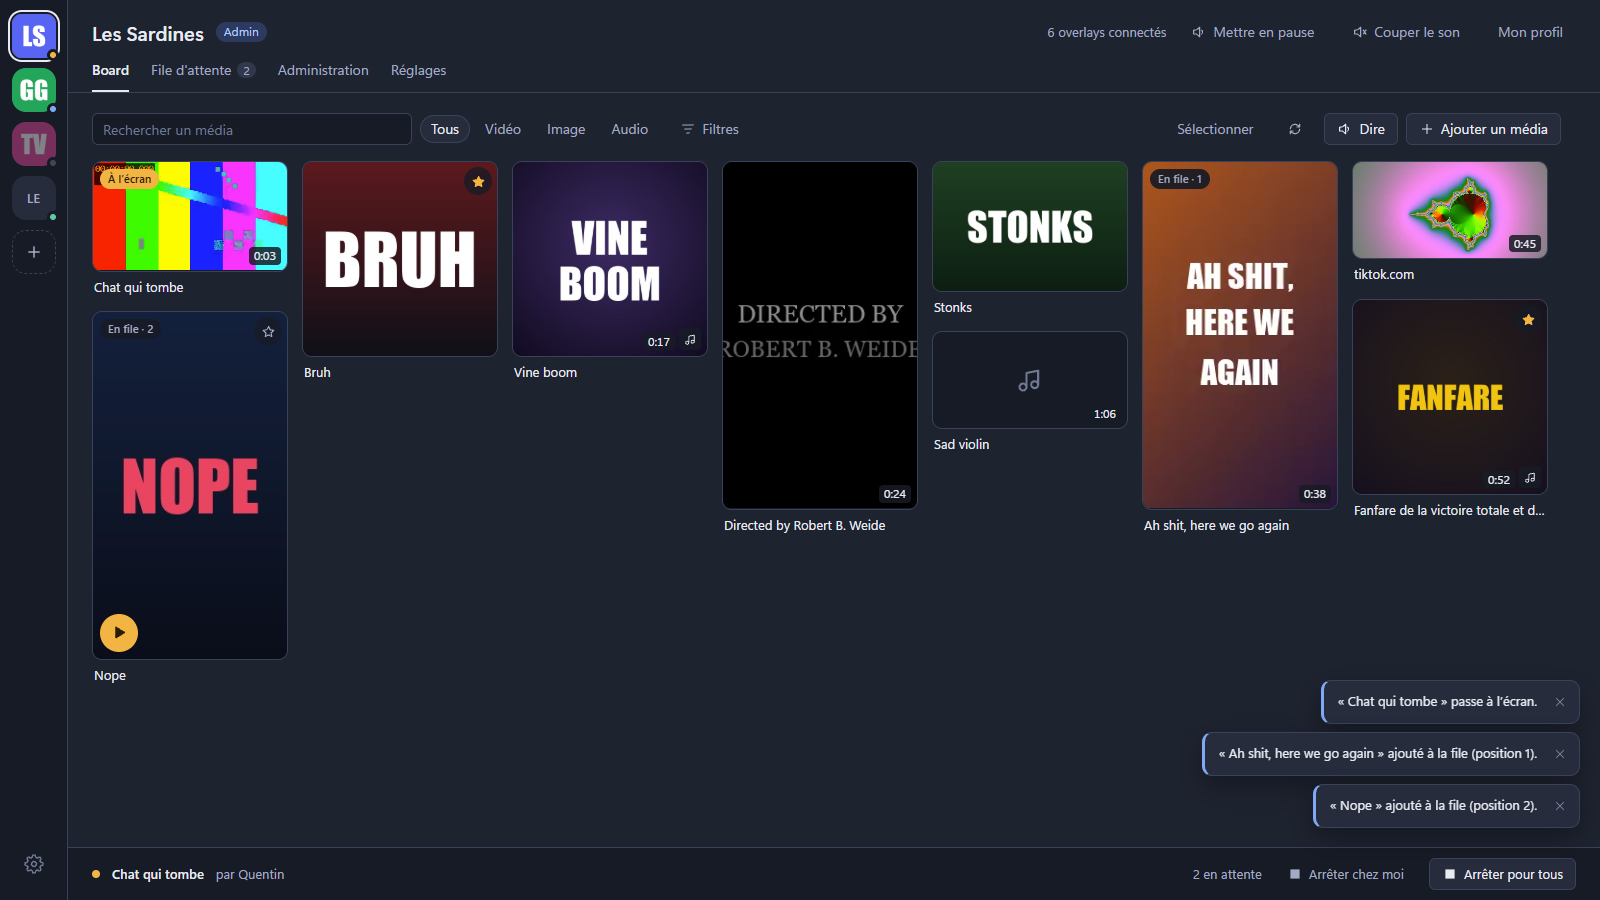 LS
Les Sardines
Admin
6 overlays connectés
Mettre en pause
Couper le son
Mon profil
GG
Board
File d'attente 2
Administration
Réglages
TV
LE
Rechercher un média
Tous
Vidéo
Image
Audio
Filtres
Sélectionner
Dire
Ajouter un média
À l'écran
0:03
Chat qui tombe
En file · 2
NOPE
Nope
BRUH
Bruh
VINE
BOOM
0:17
Vine boom
DIRECTED BY
ROBERT B. WEIDE
0:24
Directed by Robert B. Weide
STONKS
Stonks
1:06
Sad violin
En file · 1
AH SHIT,
HERE WE
AGAIN
0:38
Ah shit, here we go again
0:45
tiktok.com
FANFARE
0:52
Fanfare de la victoire totale et d...
« Chat qui tombe » passe à l'écran.
« Ah shit, here we go again » ajouté à la file (position 1).
« Nope » ajouté à la file (position 2).
Chat qui tombe par Quentin
2 en attente
Arrêter chez moi
Arrêter pour tous